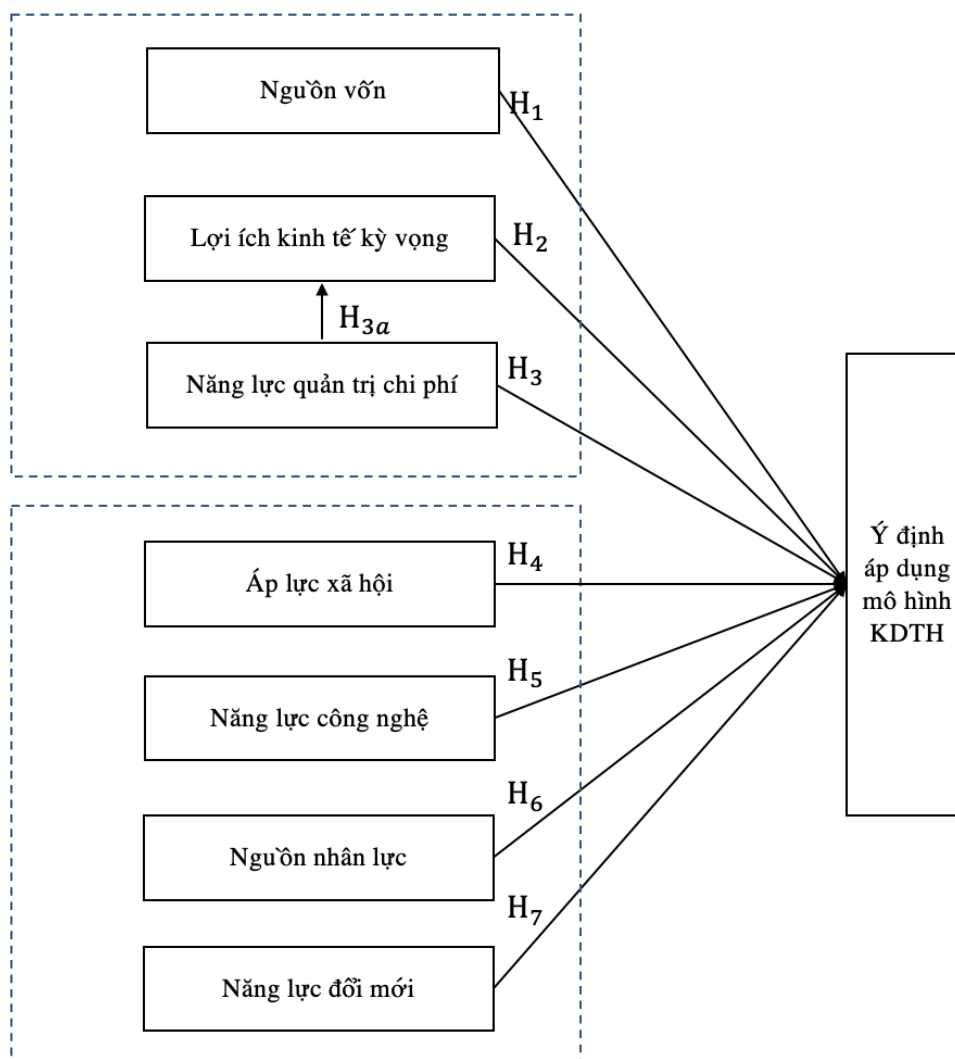 Nguồn vốn
H₁
Lợi ích kinh tế kỳ vọng
H₂
H₃ₐ
Năng lực quản trị chi phí
H₃
Áp lực xã hội
H₄
Năng lực công nghệ
H₅
Nguồn nhân lực
H₆
Năng lực đổi mới
H₇
Ý định
áp dụng
mô hình
KDTH